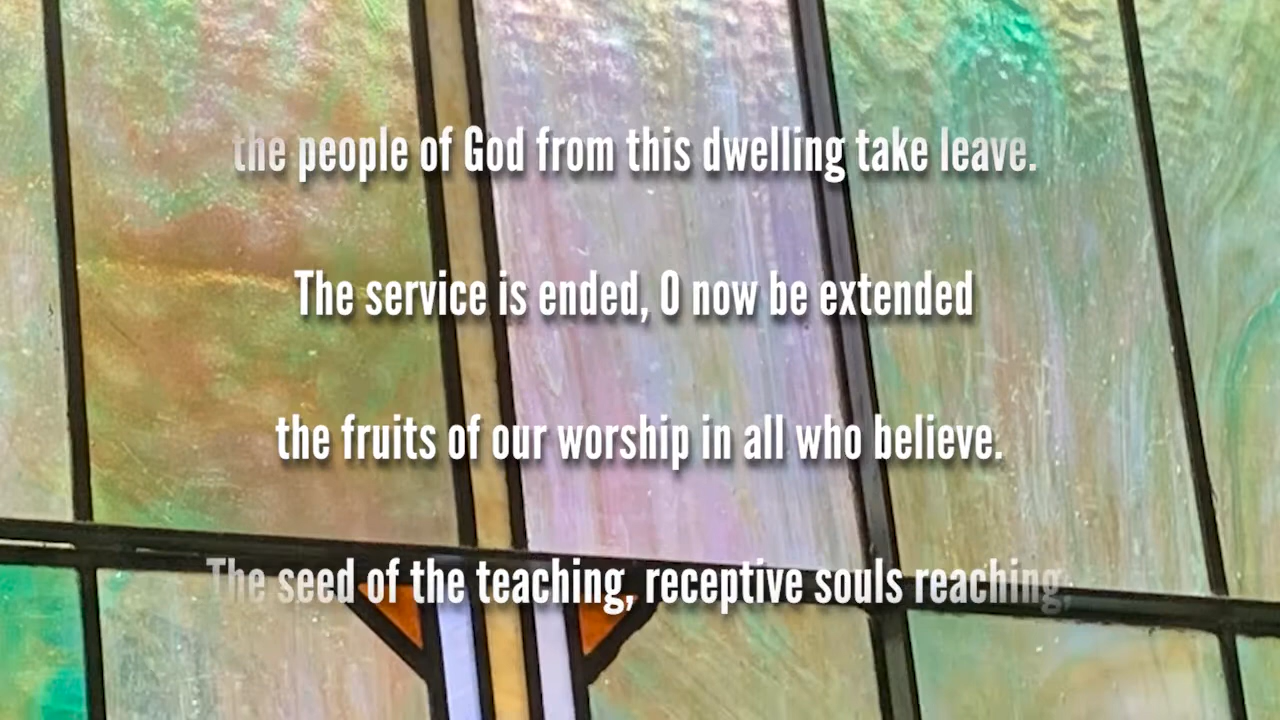 the people of God from this dwelling take leave.
The service is ended, O now be extended
the fruits of our worship in all who believe.
The seed of the teaching, receptive souls reaching,